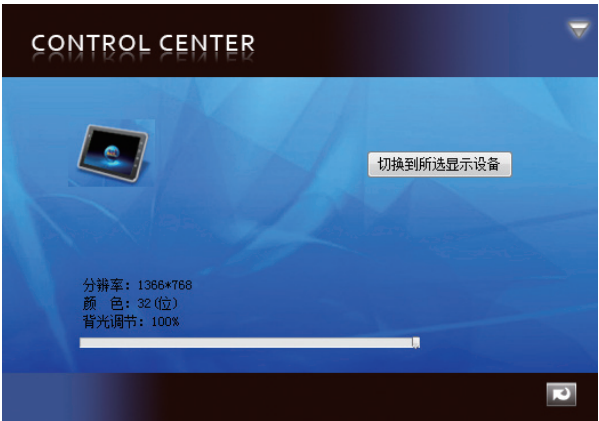 CONTROL CENTER
切换到所选显示设备
分辨率：1366*768
颜 色：32(位)
背光调节：100%